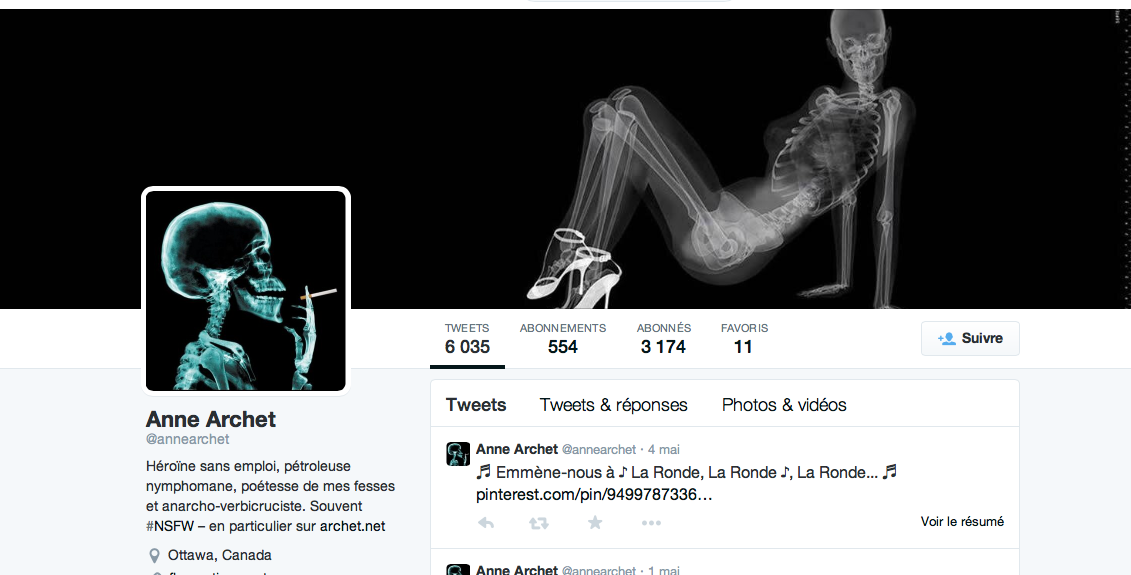 TWEETS ABONNEMENTS ABONNÉS FAVORIS
6 035 554 3 174 11
Suivre
Anne Archet
@annearchet
Héroïne sans emploi, pétroleuse
nymphomane, poétesse de mes fesses
et anarcho-verbicruciste. Souvent
#NSFW – en particulier sur archet.net
Ottawa, Canada
Tweets Tweets & réponses Photos & vidéos
Anne Archet @annearchet · 4 mai
♬ Emmène-nous à ♪ La Ronde, La Ronde ♪, La Ronde... ♬
pinterest.com/pin/9499787336…
Voir le résumé
Anne Archet @annearchet · 1 mai